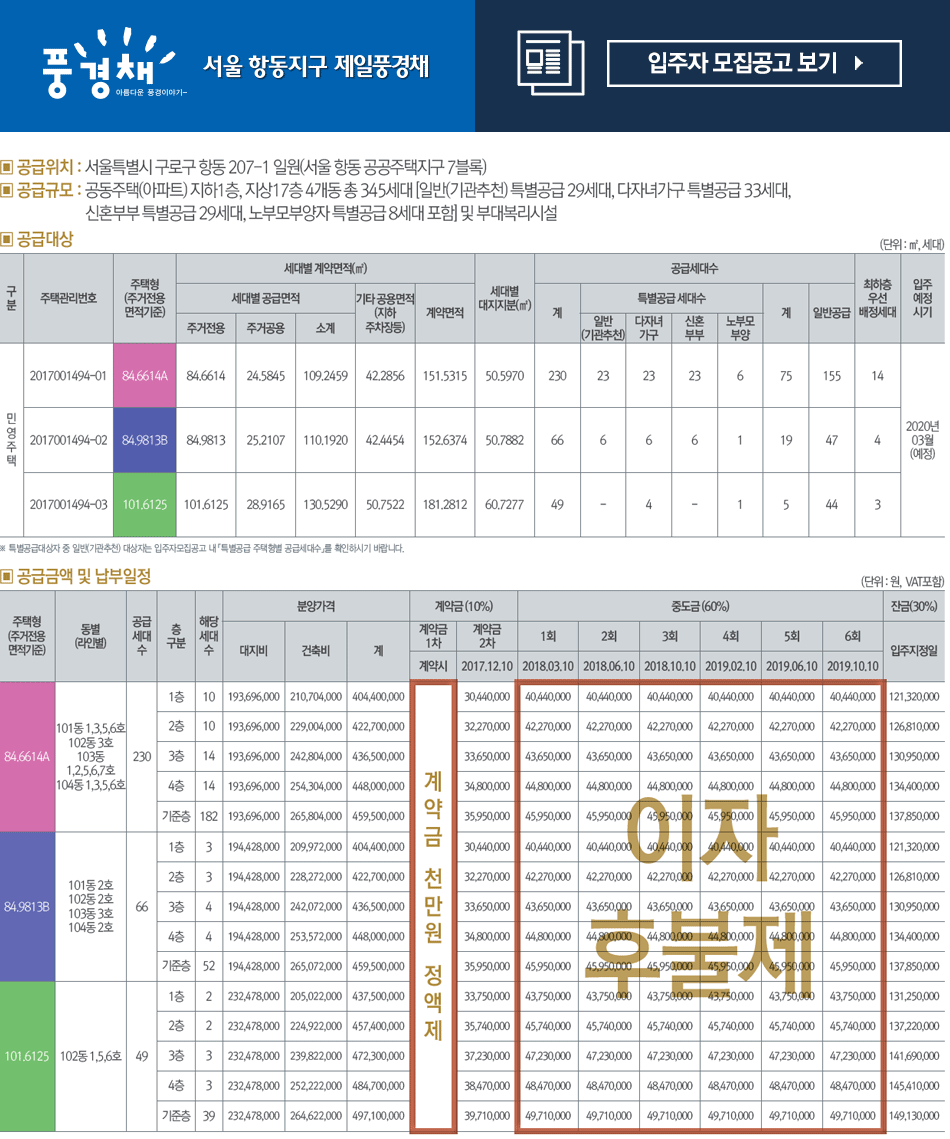 풍경채
아름다운 풍경이야기~
서울 항동지구 제일풍경채
입주자 모집공고 보기
공급위치 : 서울특별시 구로구 항동 207-1 일원(서울 항동 공공주택지구 7블록)
공급규모 : 공동주택(아파트) 지하1층, 지상17층 4개동 총 345세대 [일반(기관추천) 특별공급 29세대, 다자녀가구 특별공급 33세대,
신혼부부 특별공급 29세대, 노부모부양자 특별공급 8세대 포함] 및 부대복리시설
공급대상
(단위 : ㎡, 세대)
구분 주택관리번호 주택형 (주거전용 면적기준) 세대별 계약면적(㎡) 세대별 대지지분(㎡) 공급세대수 최하층 우선 배정세대 입주 예정 시기
세대별 공급면적 기타 공용면적 (지하 주차장등) 계약면적 계 특별공급 세대수 계 일반공급
주거전용 주거공용 소계 일반 (기관추천) 다자녀 가구 신혼 부부 노부모 부양
민영주택
2017001494-01 84.6614A 84.6614 24.5845 109.2459 42.2856 151.5315 50.5970 230 23 23 23 6 75 155 14
2017001494-02 84.9813B 84.9813 25.2107 110.1920 42.4454 152.6374 50.7882 66 6 6 6 1 19 47 4
2020년 03월 (예정)
2017001494-03 101.6125 101.6125 28.9165 130.5290 50.7522 181.2812 60.7277 49 - 4 - 1 5 44 3
※ 특별공급대상자 중 일반(기관추천) 대상자는 입주자모집공고 내 「특별공급 주택형별 공급세대수」를 확인하시기 바랍니다.
공급금액 및 납부일정
(단위 : 원, VAT포함)
주택형 (주거전용 면적기준) 동별 (라인별) 공급 세대 수 층 구분 해당 세대 수 분양가격 계약금(10%) 중도금(60%) 잔금(30%)
대지비 건축비 계 계약금 1차 계약금 2차 1회 2회 3회 4회 5회 6회 입주지정일
계약시 2017.12.10 2018.03.10 2018.06.10 2018.10.10 2019.02.10 2019.06.10 2019.10.10
84.6614A
101동 1,3,5,6호
102동 3호
103동
1,2,5,6,7호
104동 1,3,5,6호
230
1층 10 193,696,000 210,704,000 404,400,000 30,440,000 40,440,000 40,440,000 40,440,000 40,440,000 40,440,000 40,440,000 121,320,000
2층 10 193,696,000 229,004,000 422,700,000 32,270,000 42,270,000 42,270,000 42,270,000 42,270,000 42,270,000 42,270,000 126,810,000
3층 14 193,696,000 242,804,000 436,500,000 33,650,000 43,650,000 43,650,000 43,650,000 43,650,000 43,650,000 43,650,000 130,950,000
4층 14 193,696,000 254,304,000 448,000,000 34,800,000 44,800,000 44,800,000 44,800,000 44,800,000 44,800,000 44,800,000 134,400,000
기준층 182 193,696,000 265,804,000 459,500,000 35,950,000 45,950,000 45,950,000 45,950,000 45,950,000 45,950,000 45,950,000 137,850,000
84.9813B
101동 2호
102동 2호
103동 3호
104동 2호
66
1층 3 194,428,000 209,972,000 404,400,000 30,440,000 40,440,000 40,440,000 40,440,000 40,440,000 40,440,000 40,440,000 121,320,000
2층 3 194,428,000 228,272,000 422,700,000 32,270,000 42,270,000 42,270,000 42,270,000 42,270,000 42,270,000 42,270,000 126,810,000
3층 4 194,428,000 242,072,000 436,500,000 33,650,000 43,650,000 43,650,000 43,650,000 43,650,000 43,650,000 43,650,000 130,950,000
4층 4 194,428,000 253,572,000 448,000,000 34,800,000 44,800,000 44,800,000 44,800,000 44,800,000 44,800,000 44,800,000 134,400,000
기준층 52 194,428,000 265,072,000 459,500,000 35,950,000 45,950,000 45,950,000 45,950,000 45,950,000 45,950,000 45,950,000 137,850,000
101.6125
102동 1,5,6호
49
1층 2 232,478,000 205,022,000 437,500,000 33,750,000 43,750,000 43,750,000 43,750,000 43,750,000 43,750,000 43,750,000 131,250,000
2층 2 232,478,000 224,922,000 457,400,000 35,740,000 45,740,000 45,740,000 45,740,000 45,740,000 45,740,000 45,740,000 137,220,000
3층 3 232,478,000 239,822,000 472,300,000 37,230,000 47,230,000 47,230,000 47,230,000 47,230,000 47,230,000 47,230,000 141,690,000
4층 3 232,478,000 252,222,000 484,700,000 38,470,000 48,470,000 48,470,000 48,470,000 48,470,000 48,470,000 48,470,000 145,410,000
기준층 39 232,478,000 264,622,000 497,100,000 39,710,000 49,710,000 49,710,000 49,710,000 49,710,000 49,710,000 49,710,000 149,130,000
계약금 천만원 정액제
이자
후불제